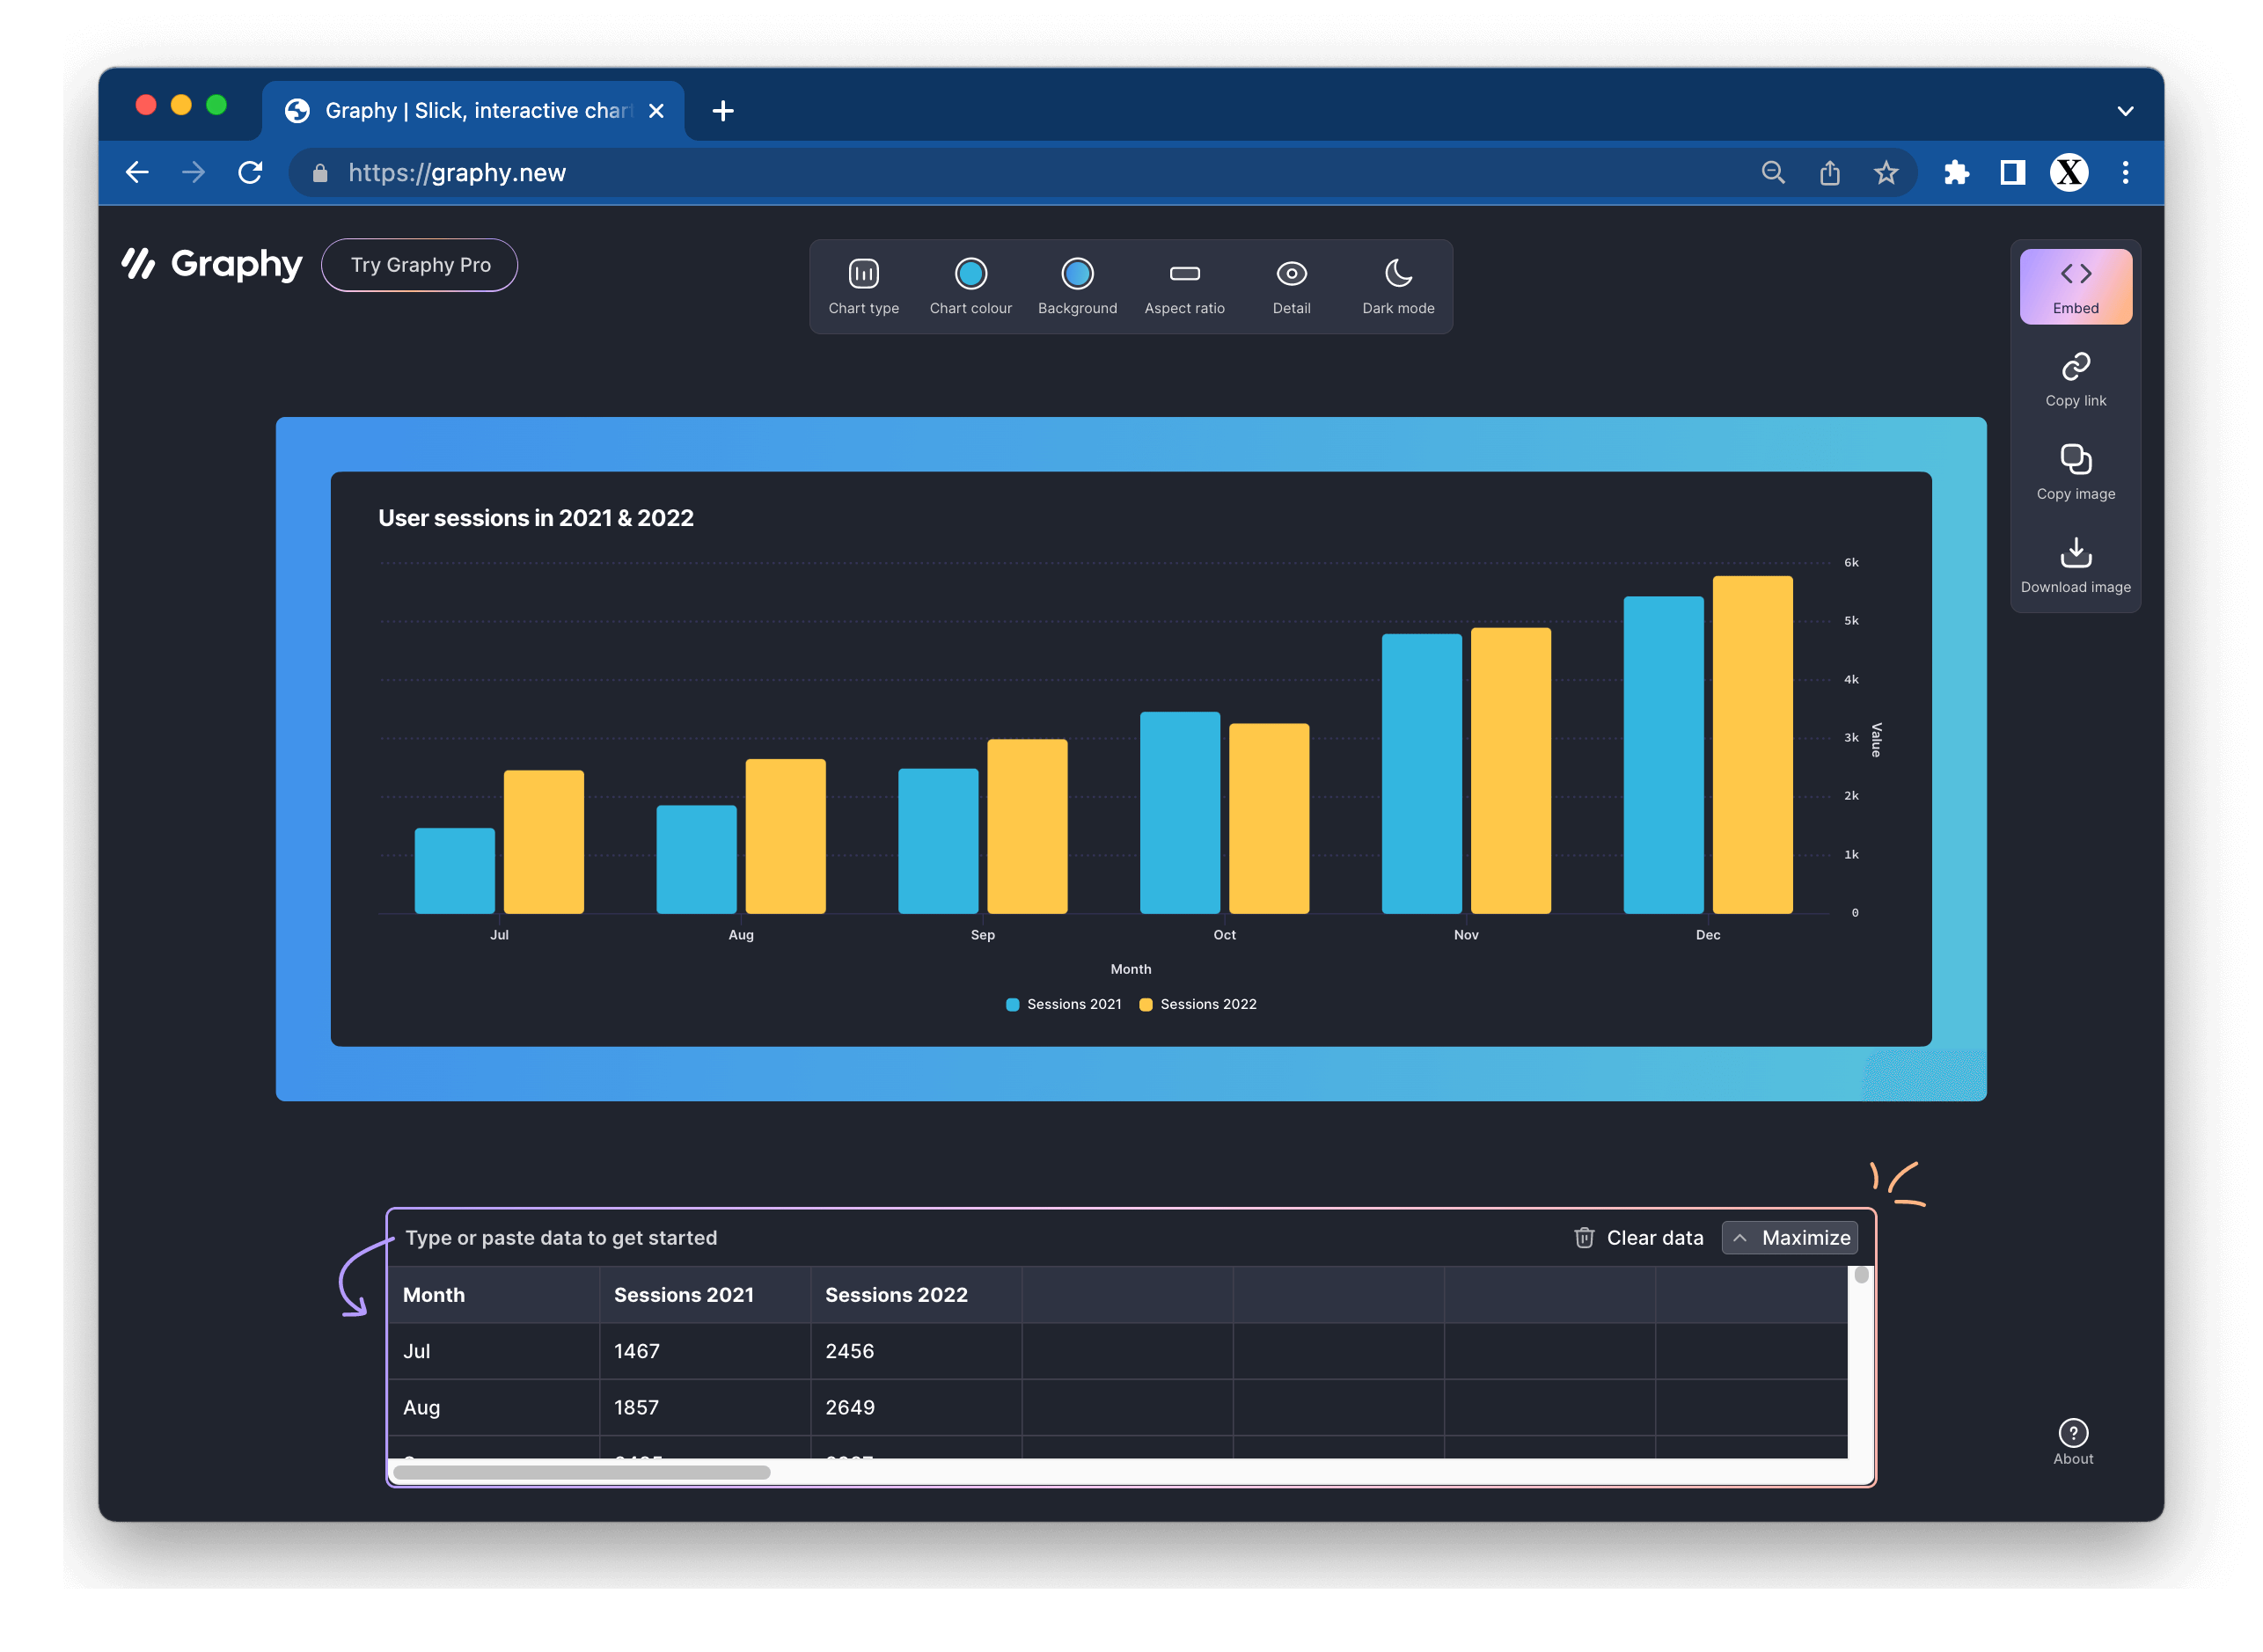 Graphy | Slick, interactive char
https://graphy.new
Graphy
Try Graphy Pro
Chart type
Chart colour
Background
Aspect ratio
Detail
Dark mode
Embed
Copy link
Copy image
Download image
User sessions in 2021 & 2022
6k
5k
4k
3k
2k
1k
0
Value
Jul Aug Sep Oct Nov Dec
Month
Sessions 2021 Sessions 2022
Type or paste data to get started
Clear data
Maximize
Month Sessions 2021 Sessions 2022
Jul 1467 2456
Aug 1857 2649
? 
About